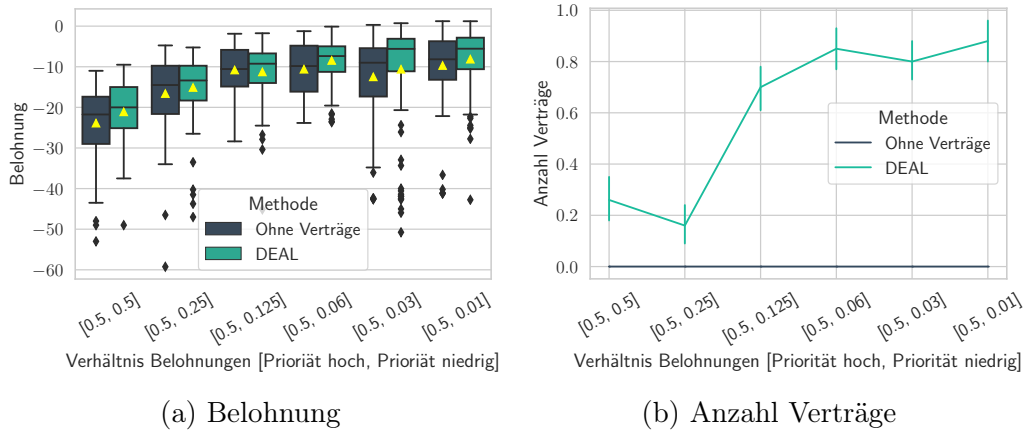 0
−10
−20
−30
−40
−50
−60
Belohnung
Methode
Ohne Verträge
DEAL
[0.5, 0.5]
[0.5, 0.25]
[0.5, 0.125]
[0.5, 0.06]
[0.5, 0.03]
[0.5, 0.01]
Verhältnis Belohnungen [Prioriät hoch, Prioriät niedrig]
(a) Belohnung
1.0
0.8
0.6
0.4
0.2
0.0
Anzahl Verträge
Methode
Ohne Verträge
DEAL
[0.5, 0.5]
[0.5, 0.25]
[0.5, 0.125]
[0.5, 0.06]
[0.5, 0.03]
[0.5, 0.01]
Verhältnis Belohnungen [Priorität hoch, Priorität niedrig]
(b) Anzahl Verträge